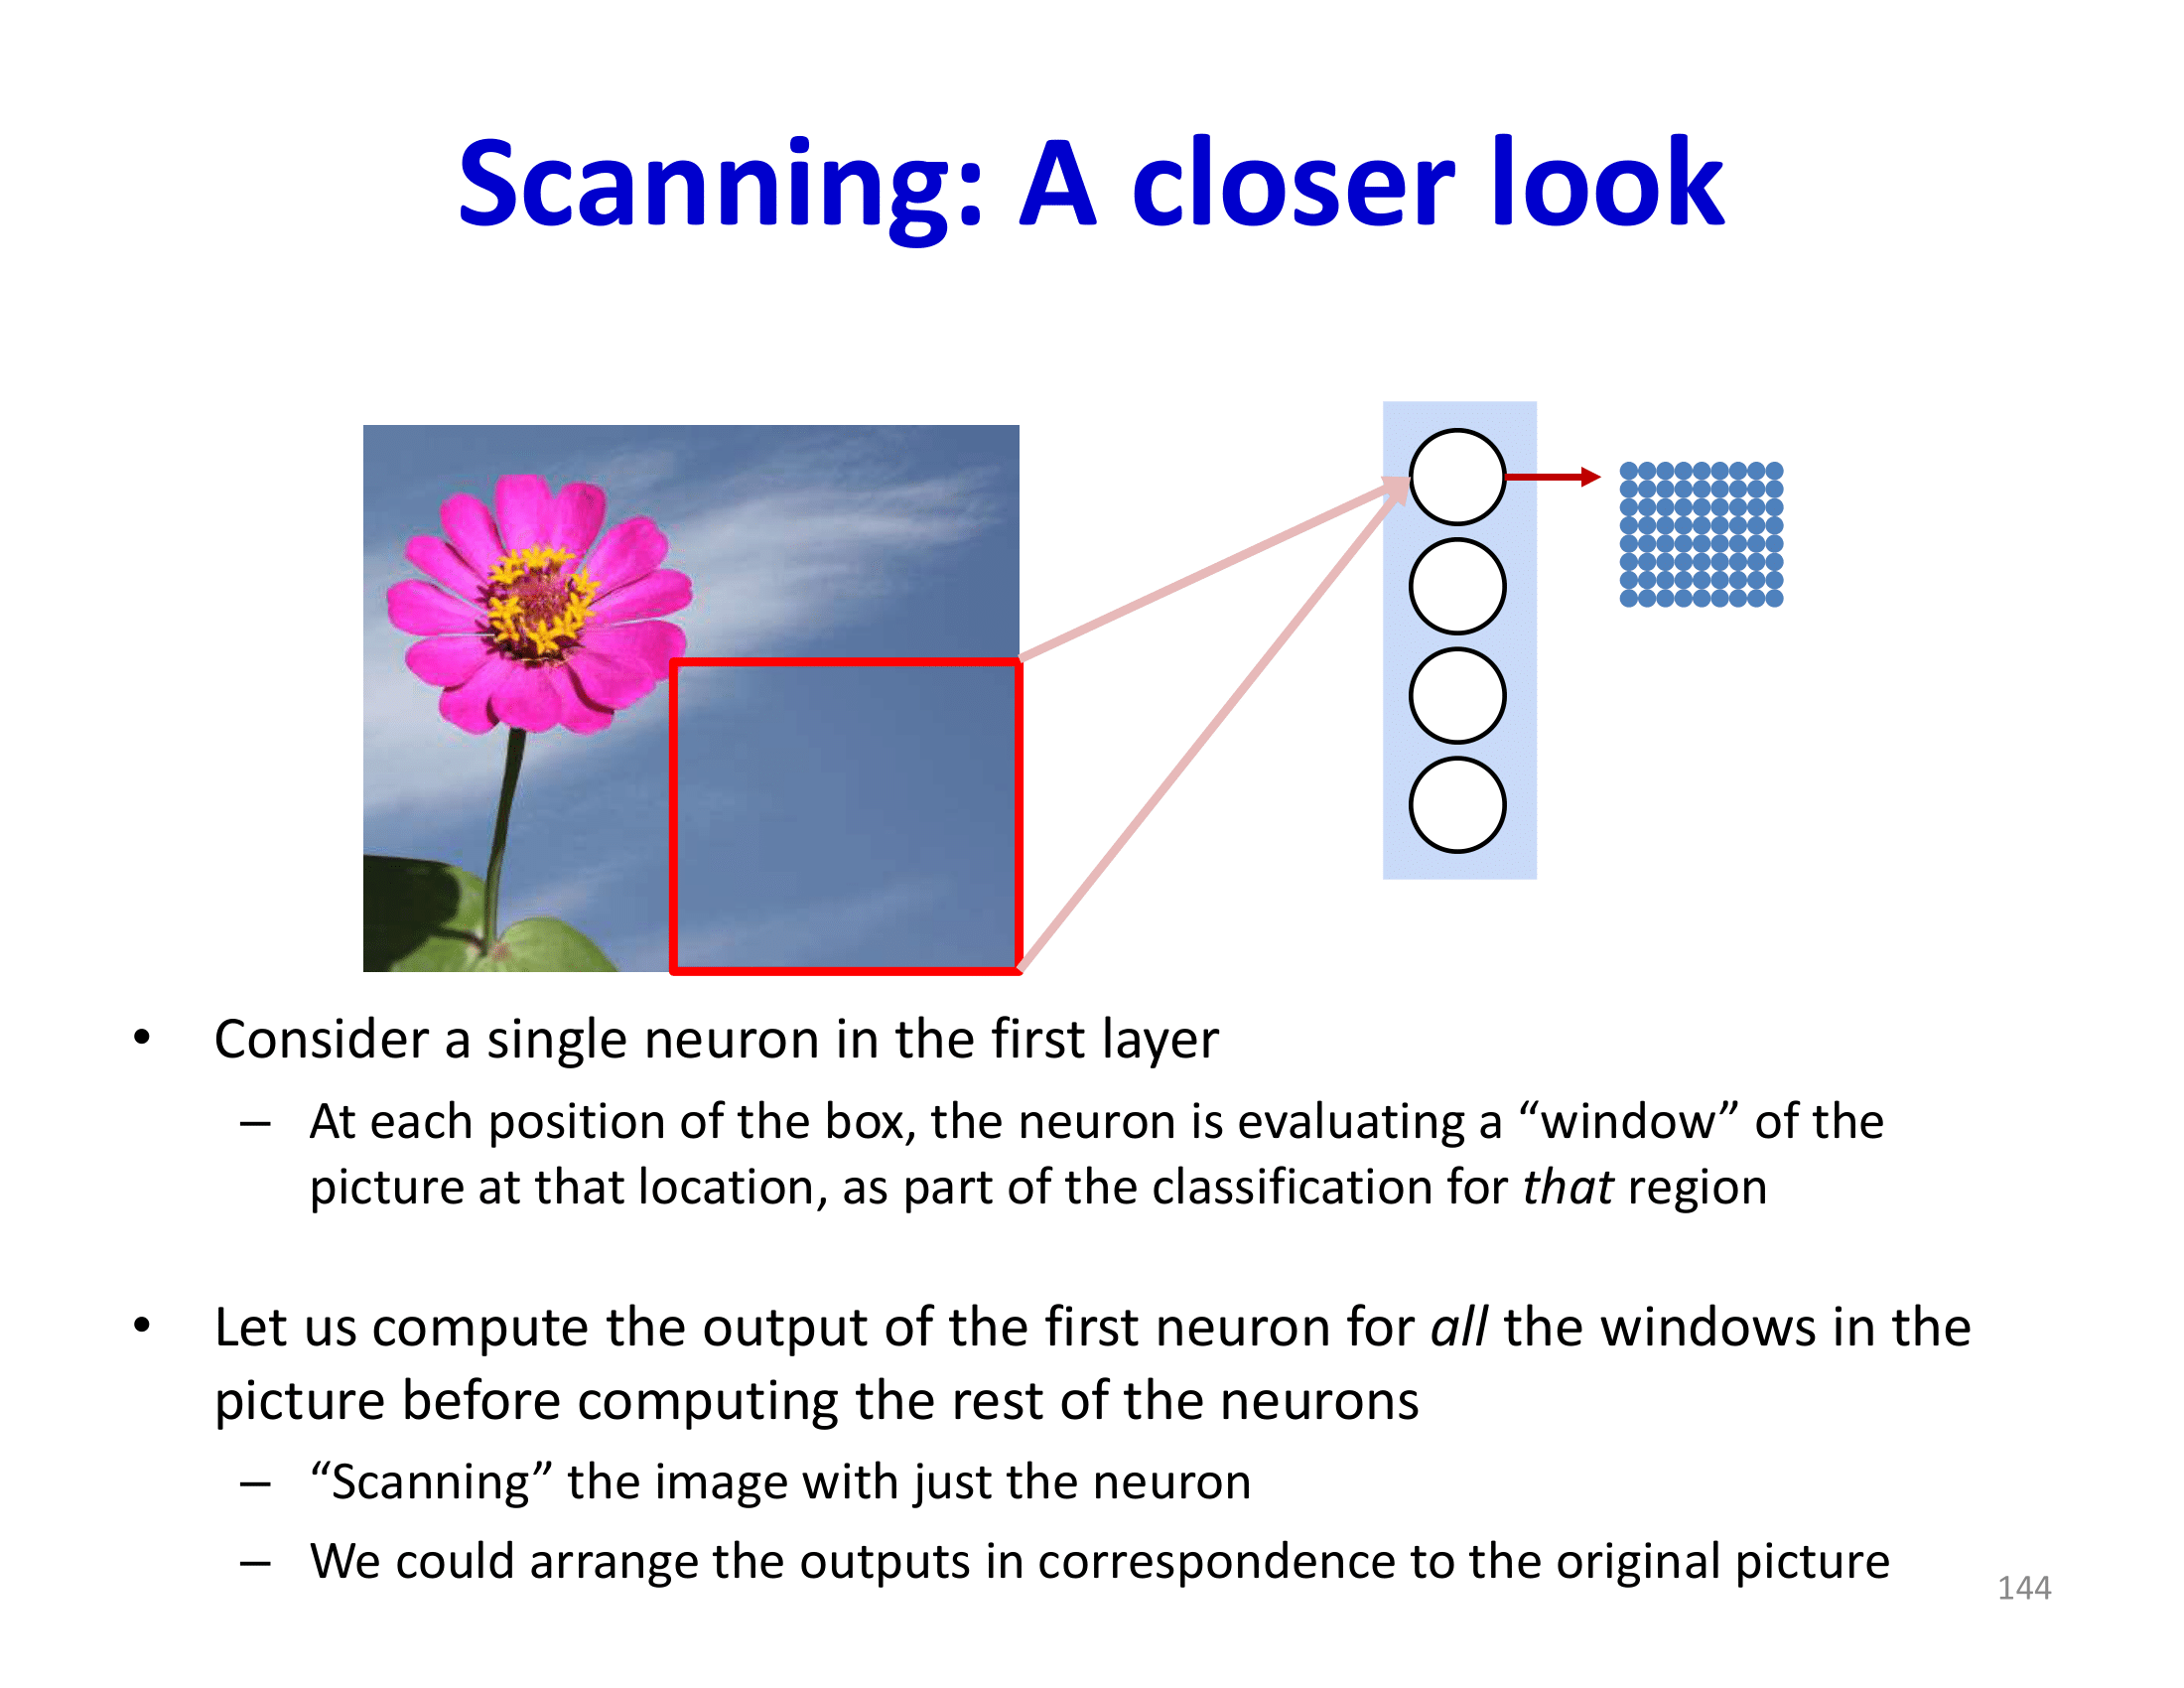 Scanning: A closer look
• Consider a single neuron in the first layer
– At each position of the box, the neuron is evaluating a “window” of the
picture at that location, as part of the classification for that region
• Let us compute the output of the first neuron for all the windows in the
picture before computing the rest of the neurons
– “Scanning” the image with just the neuron
– We could arrange the outputs in correspondence to the original picture
144